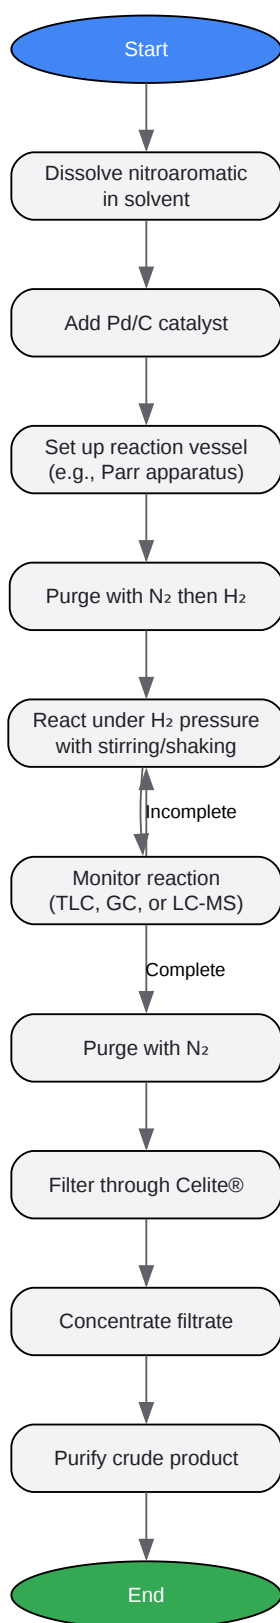 Start
Dissolve nitroaromatic
in solvent
Add Pd/C catalyst
Set up reaction vessel
(e.g., Parr apparatus)
Purge with N₂ then H₂
React under H₂ pressure
with stirring/shaking
Incomplete
Monitor reaction
(TLC, GC, or LC-MS)
Complete
Purge with N₂
Filter through Celite®
Concentrate filtrate
Purify crude product
End